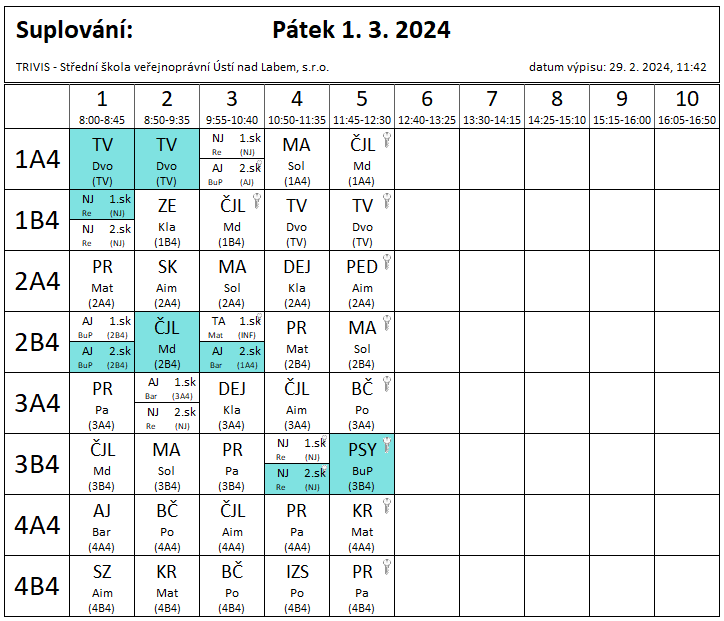 Suplování: Pátek 1. 3. 2024
TRIVIS - Střední škola veřejnoprávní Ústí nad Labem, s.r.o. datum výpisu: 29. 2. 2024, 11:42
1 2 3 4 5 6 7 8 9 10
8:00-8:45 8:50-9:35 9:55-10:40 10:50-11:35 11:45-12:30 12:40-13:25 13:30-14:15 14:25-15:10 15:15-16:00 16:05-16:50
1A4
TV
Dvo
(TV)
TV
Dvo
(TV)
NJ 1.sk
Re (NJ)
AJ 2.sk
BuP (AJ)
MA
Sol
(1A4)
ČJL
Md
(1A4)
1B4
NJ 1.sk
Re (NJ)
NJ 2.sk
Re (NJ)
ZE
Kla
(1B4)
ČJL
Md
(1B4)
TV
Dvo
(TV)
TV
Dvo
(TV)
2A4
PR
Mat
(2A4)
SK
Aim
(2A4)
MA
Sol
(2A4)
DEJ
Kla
(2A4)
PED
Aim
(2A4)
2B4
AJ 1.sk
BuP (2B4)
AJ 2.sk
BuP (2B4)
ČJL
Md
(2B4)
TA 1.sk
Mat (INF)
AJ 2.sk
Bar (1A4)
PR
Mat
(2B4)
MA
Sol
(2B4)
3A4
PR
Pa
(3A4)
AJ 1.sk
Bar (3A4)
NJ 2.sk
Re (NJ)
DEJ
Kla
(3A4)
ČJL
Aim
(3A4)
BČ
Po
(3A4)
3B4
ČJL
Md
(3B4)
MA
Sol
(3B4)
PR
Pa
(3B4)
NJ 1.sk
Re (NJ)
NJ 2.sk
Re (NJ)
PSY
BuP
(3B4)
4A4
AJ
Bar
(4A4)
BČ
Po
(4A4)
ČJL
Aim
(4A4)
PR
Pa
(4A4)
KR
Mat
(4A4)
4B4
SZ
Aim
(4B4)
KR
Mat
(4B4)
BČ
Po
(4B4)
IZS
Po
(4B4)
PR
Pa
(4B4)